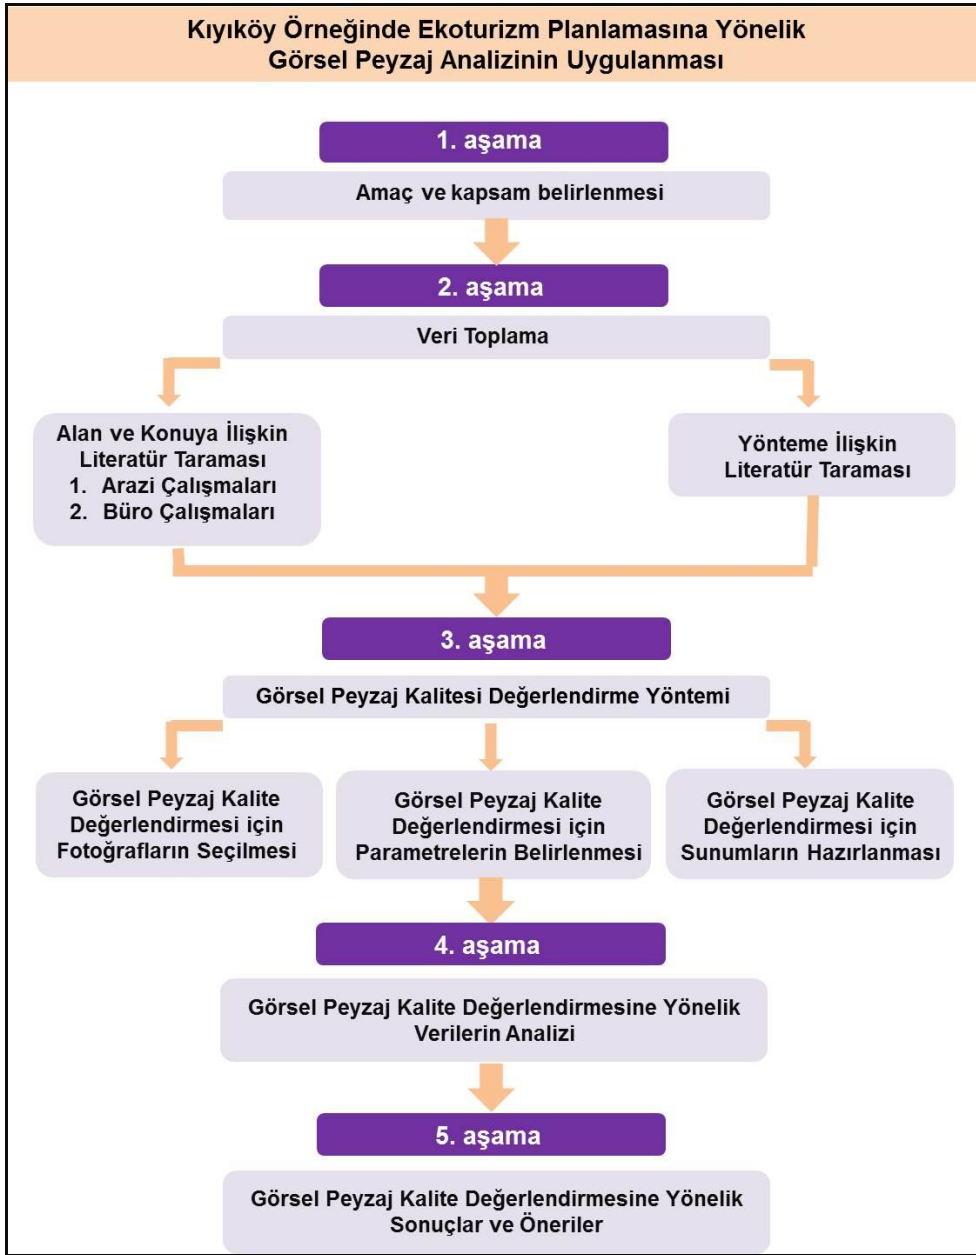 Kıyıköy Örneğinde Ekoturizm Planlamasına Yönelik
Görsel Peyzaj Analizinin Uygulanması
1. aşama
Amaç ve kapsam belirlenmesi
2. aşama
Veri Toplama
Alan ve Konuya İlişkin
Literatür Taraması
1. Arazi Çalışmaları
2. Büro Çalışmaları
Yönteme İlişkin
Literatür Taraması
3. aşama
Görsel Peyzaj Kalitesi Değerlendirme Yöntemi
Görsel Peyzaj Kalite
Değerlendirmesi için
Fotoğrafların Seçilmesi
Görsel Peyzaj Kalite
Değerlendirmesi için
Parametrelerin Belirlenmesi
Görsel Peyzaj Kalite
Değerlendirmesi için
Sunumların Hazırlanması
4. aşama
Görsel Peyzaj Kalite Değerlendirmesine Yönelik
Verilerin Analizi
5. aşama
Görsel Peyzaj Kalite Değerlendirmesine Yönelik
Sonuçlar ve Öneriler